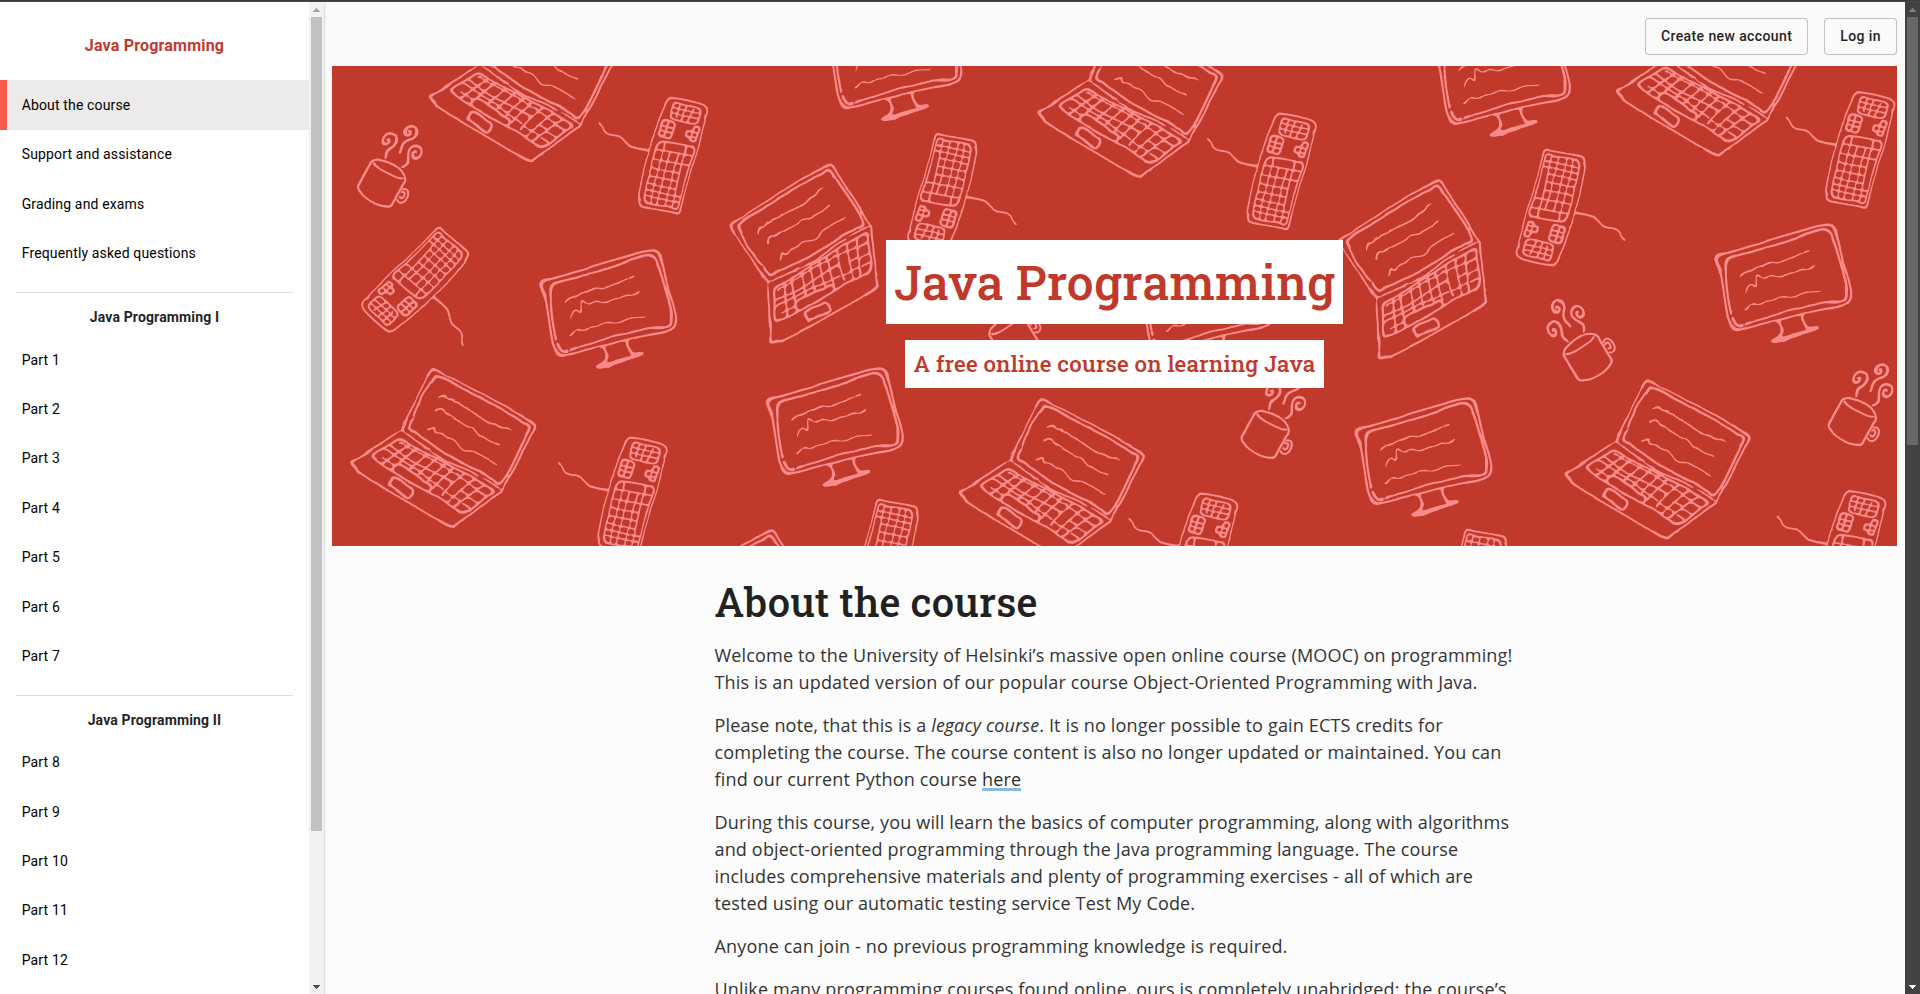 Java Programming
About the course
Support and assistance
Grading and exams
Frequently asked questions
Java Programming I
Part 1
Part 2
Part 3
Part 4
Part 5
Part 6
Part 7
Java Programming II
Part 8
Part 9
Part 10
Part 11
Part 12
Create new account
Log in
Java Programming
A free online course on learning Java
About the course
Welcome to the University of Helsinki’s massive open online course (MOOC) on programming!
This is an updated version of our popular course Object-Oriented Programming with Java.
Please note, that this is a legacy course. It is no longer possible to gain ECTS credits for
completing the course. The course content is also no longer updated or maintained. You can
find our current Python course here
During this course, you will learn the basics of computer programming, along with algorithms
and object-oriented programming through the Java programming language. The course
includes comprehensive materials and plenty of programming exercises - all of which are
tested using our automatic testing service Test My Code.
Anyone can join - no previous programming knowledge is required.
Unlike many programming courses found online, ours is completely unabridged: the course’s